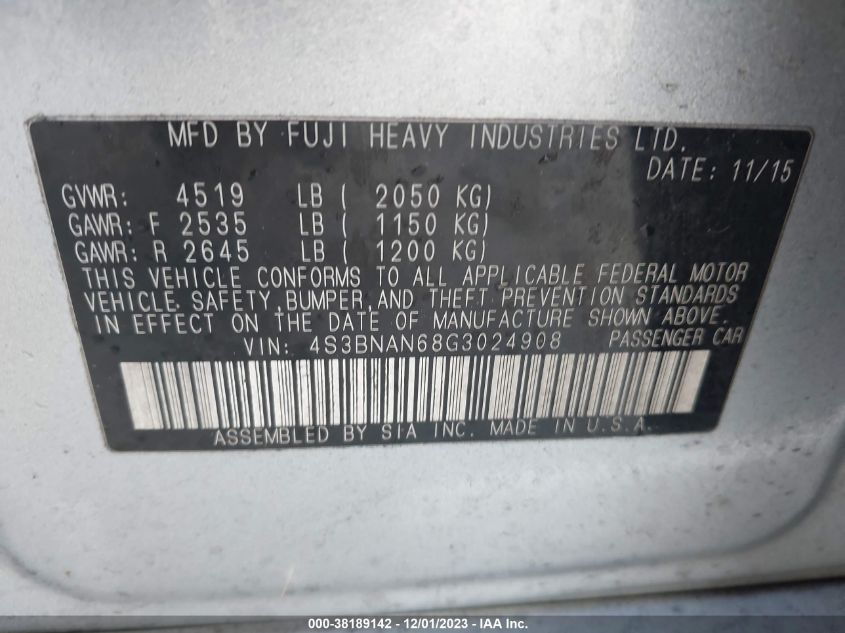 MFD BY FUJI HEAVY INDUSTRIES LTD.
DATE: 11/15
GVWR: 4519 LB ( 2050 KG)
GAWR: F 2535 LB ( 1150 KG)
GAWR: R 2645 LB ( 1200 KG)
THIS VEHICLE CONFORMS TO ALL APPLICABLE FEDERAL MOTOR
VEHICLE, SAFETY, BUMPER, AND THEFT PREVENTION STANDARDS
IN EFFECT ON THE DATE OF MANUFACTURE SHOWN ABOVE.
VIN: 4S3BNAN68G3024908 PASSENGER CAR
ASSEMBLED BY SIA INC. MADE IN U.S.A.
000-38189142 - 12/01/2023 - IAA Inc.